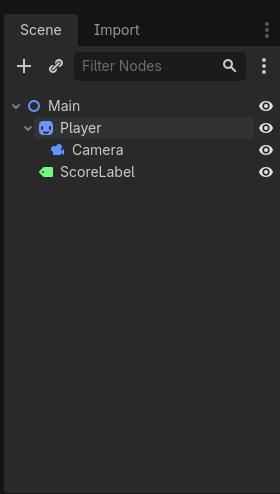 Scene Import
Filter Nodes
Main
Player
Camera
ScoreLabel